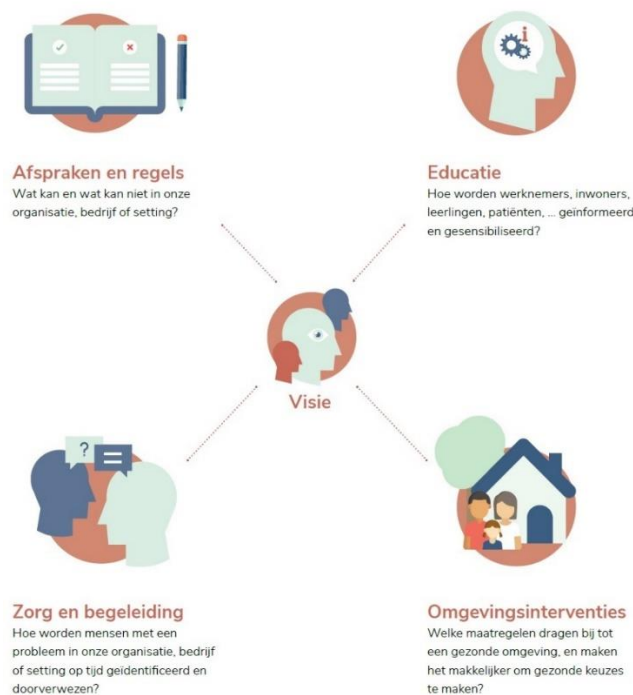 Afspraken en regels
Wat kan en wat kan niet in onze
organisatie, bedrijf of setting?
i
Educatie
Hoe worden werknemers, inwoners,
leerlingen, patiënten, ... geïnformeerd
en gesensibiliseerd?
Visie
?
=
Zorg en begeleiding
Hoe worden mensen met een
probleem in onze organisatie, bedrijf
of setting op tijd geïdentificeerd en
doorverwezen?
Omgevingsinterventies
Welke maatregelen dragen bij tot
een gezonde omgeving, en maken
het makkelijker om gezonde keuzes
te maken?